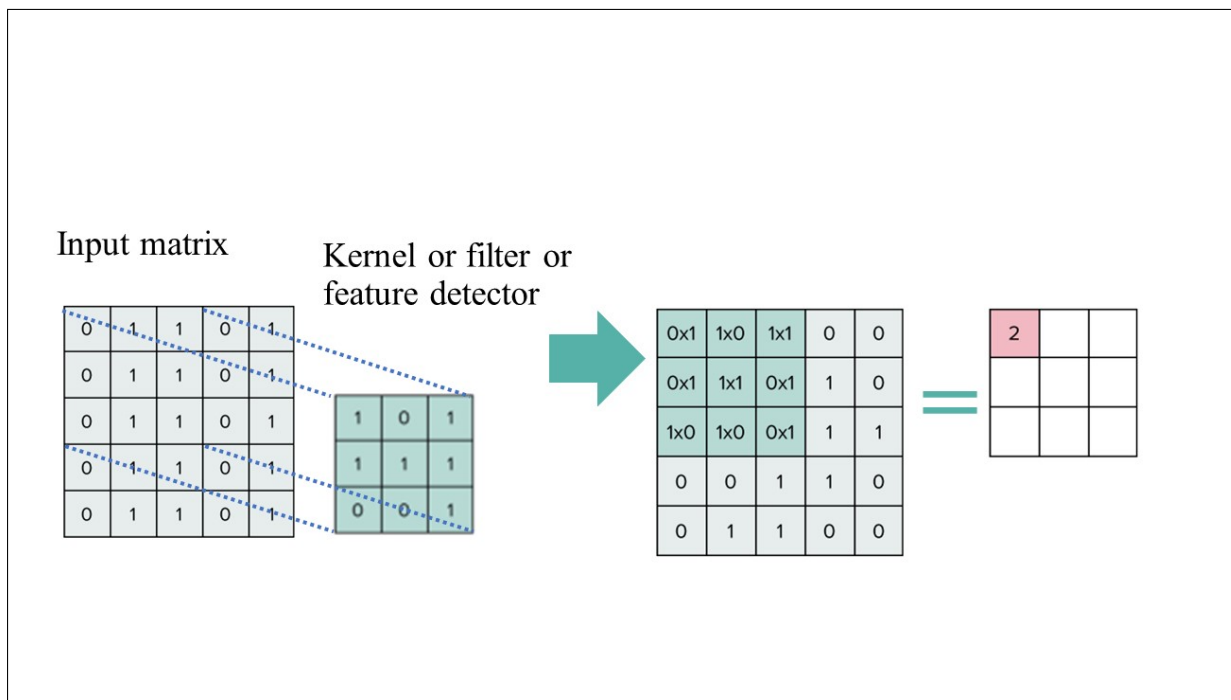 Input matrix
Kernel or filter or
feature detector
0 1 1 0 1
0 1 1 0 1
0 1 1 0 1
0 1 1 0 1
0 1 1 0 1
1 0 1
1 1 1
0 0 1
0x1 1x0 1x1 0 0
0x1 1x1 0x1 1 0
1x0 1x0 0x1 1 1
0 0 1 1 0
0 1 1 0 0
=
2